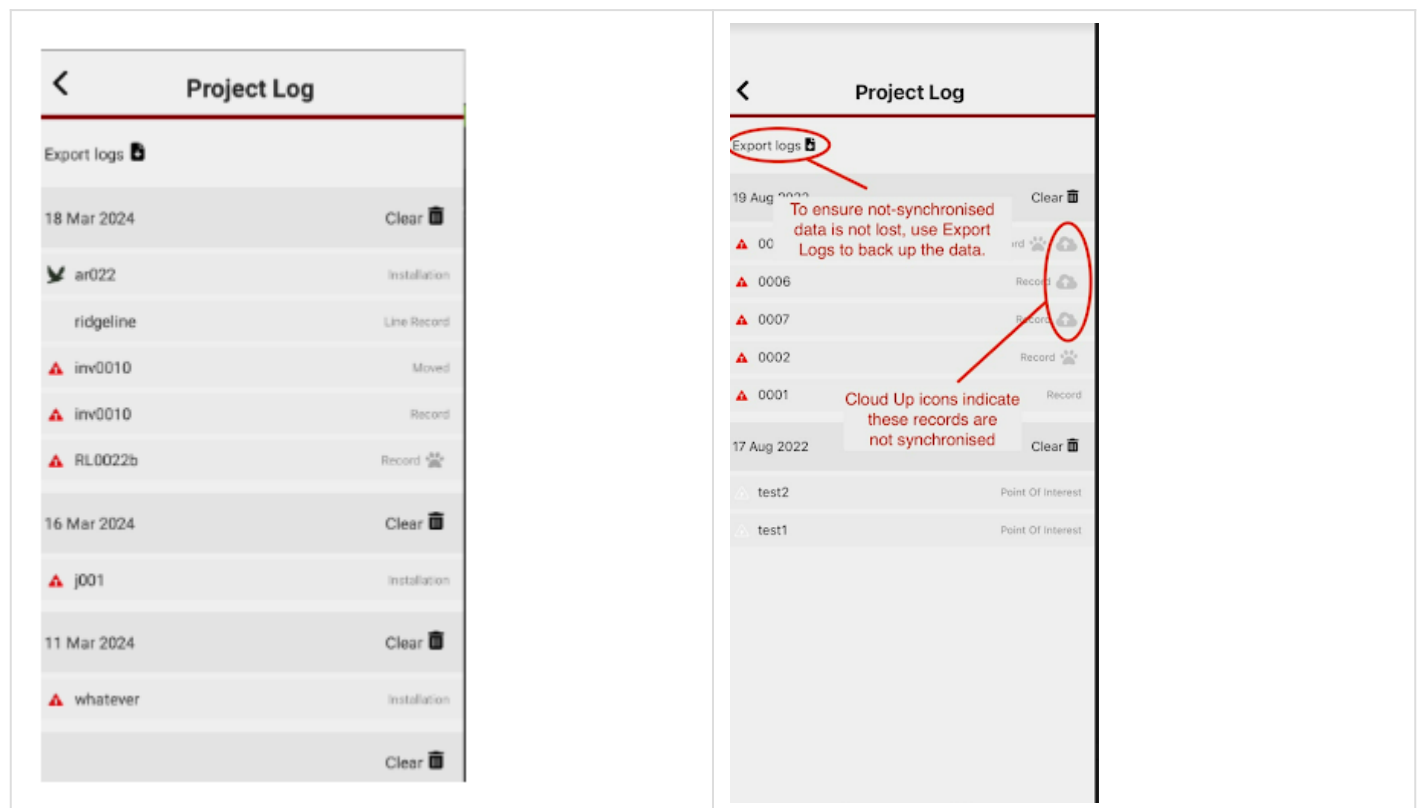 Project Log
Export logs
18 Mar 2024 Clear
ar022 Installation
ridgeline Line Record
inv0010 Moved
inv0010 Record
RL0022b Record
16 Mar 2024 Clear
j001 Installation
11 Mar 2024 Clear
whatever Installation
Clear
Project Log
Export logs
19 Aug Clear
To ensure not-synchronised
data is not lost, use Export
Logs to back up the data.
00
0006 Record
0007 Record
0002 Record
0001 Record
Cloud Up icons indicate
these records are
not synchronised
17 Aug 2022 Clear
test2 Point Of Interest
test1 Point Of Interest